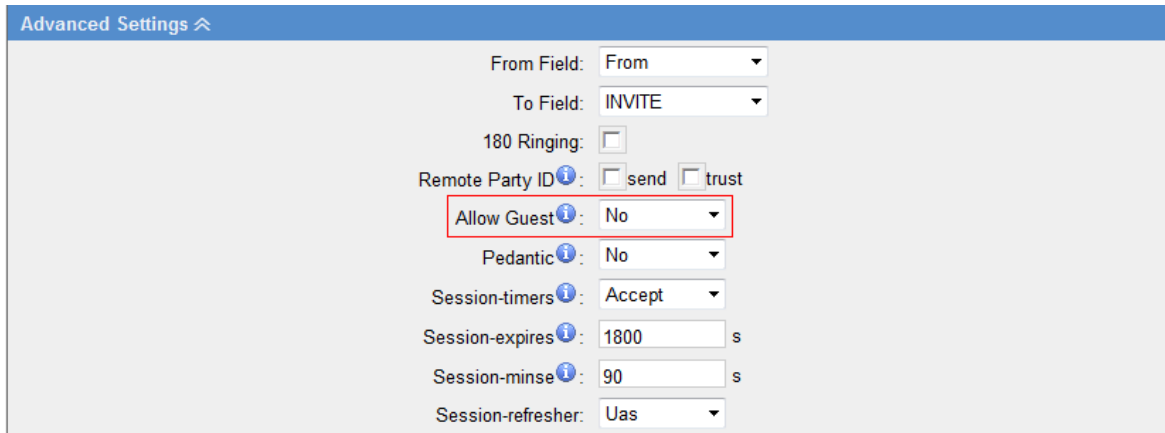 Advanced Settings
From Field: From
To Field: INVITE
180 Ringing:
Remote Party ID : send trust
Allow Guest : No
Pedantic : No
Session-timers : Accept
Session-expires : 1800 s
Session-minse : 90 s
Session-refresher: Uas